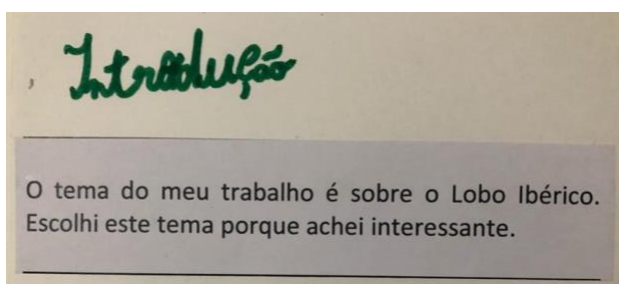 Introdução
O tema do meu trabalho é sobre o Lobo Ibérico.
Escolhi este tema porque achei interessante.